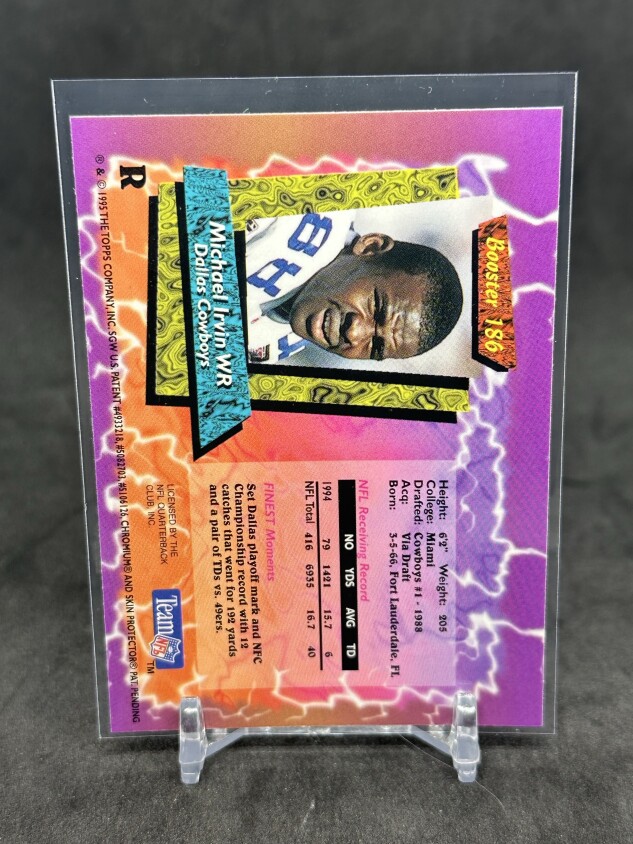 Booster 186
88
Michael Irvin WR
Dallas Cowboys
Height: 6'2" Weight: 205
College: Miami
Drafted: Cowboys #1 - 1988
Acq: Via Draft
Born: 3-5-66, Fort Lauderdale, FL
NFL Receiving Record
NO YDS AVG TD
1994 79 1421 15.7 6
NFL Total 416 6935 16.7 40
FINEST Moments
Set Dallas playoff mark and NFC
Championship record with 12
catches that went for 192 yards
and a pair of TDs vs. 49ers.
LICENSED BY THE
NFL QUARTERBACK
CLUB, INC.
Team
NFL
™
R
® & © 1995 THE TOPPS COMPANY, INC. SGW U.S. PATENT #4933218, #5082703, #5106126. CHROMIUM® AND SKIN PROTECTOR® PAT. PENDING